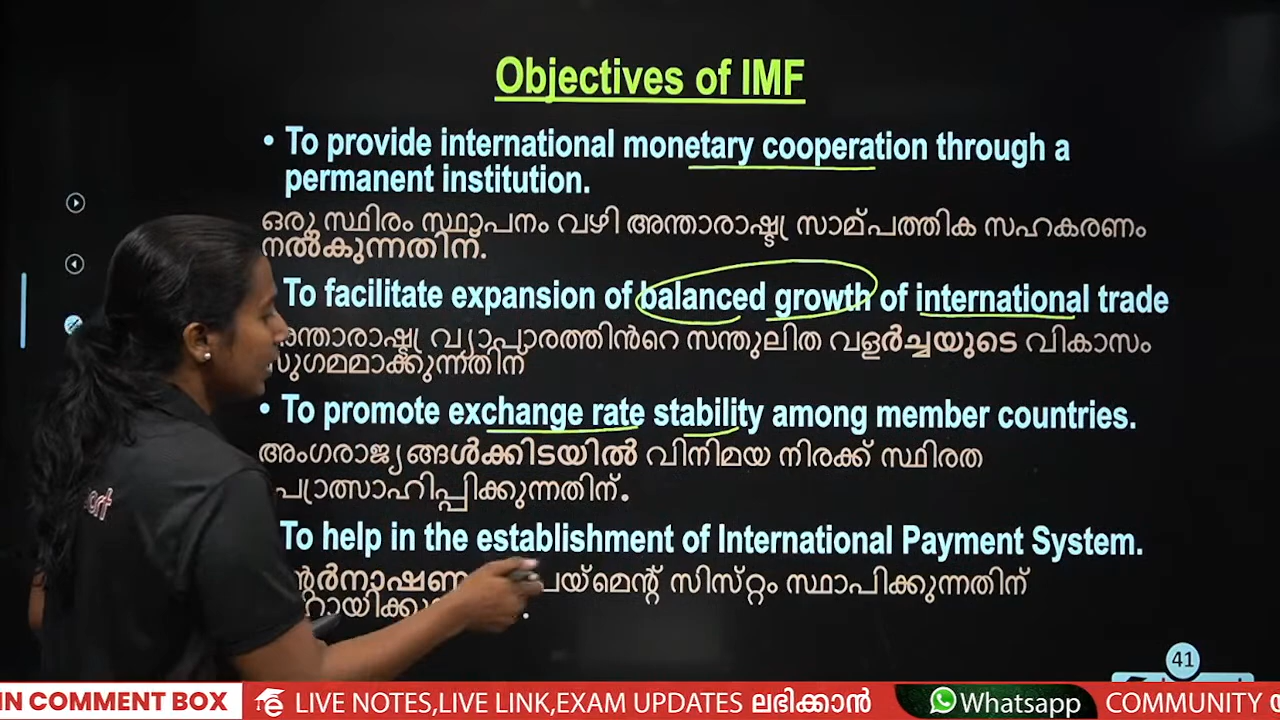 Objectives of IMF
• To provide international monetary cooperation through a
permanent institution.
ഒരു സ്ഥിരം സ്ഥാപനം വഴി അന്താരാഷ്ട്ര സാമ്പത്തിക സഹകരണം
നൽകുന്നതിന്.
To facilitate expansion of balanced growth of international trade
വ്യാപാരത്തിൻറെ സന്തുലിത വളർച്ചയുടെ വികാസം
സുഗമമാക്കുന്നതിന്
• To promote exchange rate stability among member countries.
അംഗരാജ്യങ്ങൾക്കിടയിൽ വിനിമയ നിരക്ക് സ്ഥിരത
പ്രോത്സാഹിപ്പിക്കുന്നതിന്.
To help in the establishment of International Payment System.
പേയ്മെന്റ് സിസ്റ്റം സ്ഥാപിക്കുന്നതിന്
41
IN COMMENT BOX
LIVE NOTES,LIVE LINK,EXAM UPDATES ലഭിക്കാൻ
Whatsapp
COMMUNITY